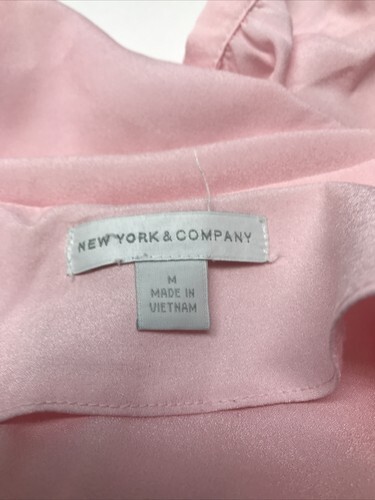 NEW YORK & COMPANY
M
MADE IN
VIETNAM